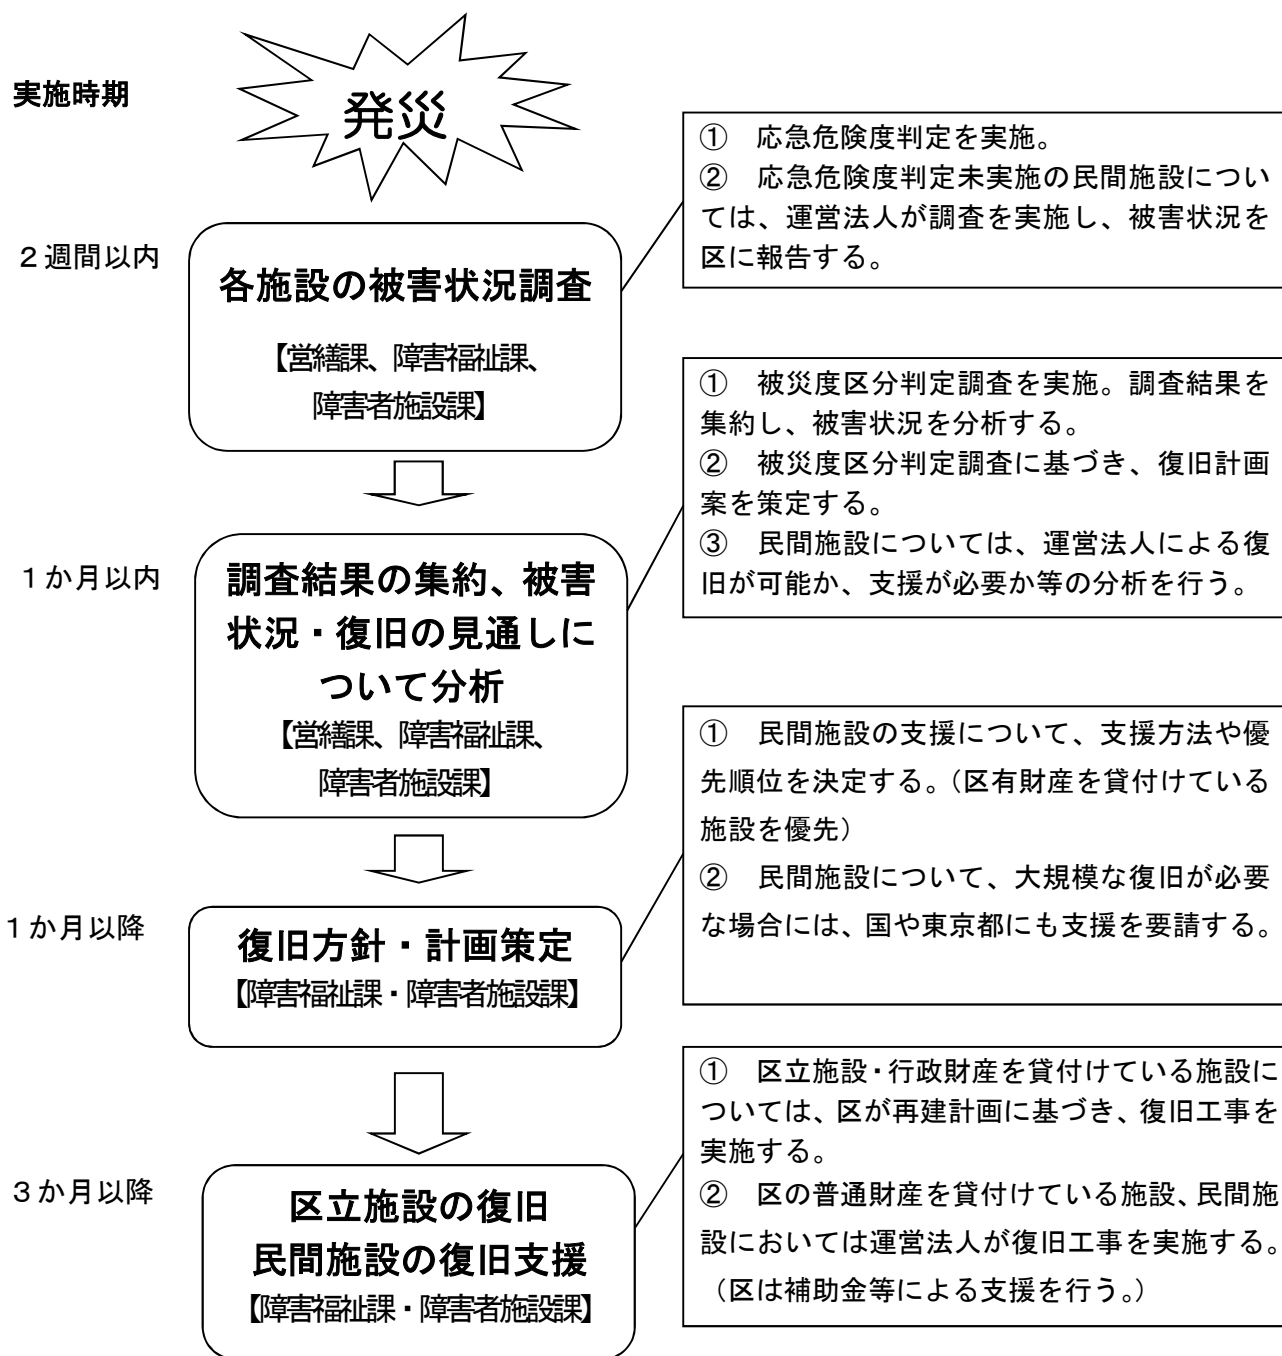 実施時期
発災
2週間以内
各施設の被害状況調査
【営繕課、障害福祉課、
障害者施設課】
① 応急危険度判定を実施。
② 応急危険度判定未実施の民間施設につい
ては、運営法人が調査を実施し、被害状況を
区に報告する。
1か月以内
調査結果の集約、被害
状況・復旧の見通しに
ついて分析
【営繕課、障害福祉課、
障害者施設課】
① 被災度区分判定調査を実施。調査結果を
集約し、被害状況を分析する。
② 被災度区分判定調査に基づき、復旧計画
案を策定する。
③ 民間施設については、運営法人による復
旧が可能か、支援が必要か等の分析を行う。
1か月以降
復旧方針・計画策定
【障害福祉課・障害者施設課】
① 民間施設の支援について、支援方法や優
先順位を決定する。（区有財産を貸付けている
施設を優先）
② 民間施設について、大規模な復旧が必要
な場合には、国や東京都にも支援を要請する。
3か月以降
区立施設の復旧
民間施設の復旧支援
【障害福祉課・障害者施設課】
① 区立施設・行政財産を貸付けている施設に
ついては、区が再建計画に基づき、復旧工事を
実施する。
② 区の普通財産を貸付けている施設、民間施
設においては運営法人が復旧工事を実施する。
（区は補助金等による支援を行う。）